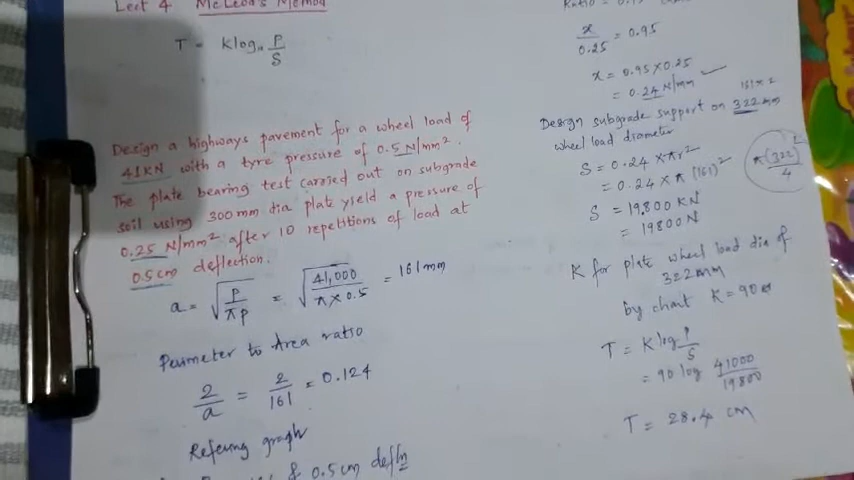 Lect 4 McLeod's Method
T = K log₁₀ P/S
Design a highways pavement for a wheel load of
41KN with a tyre pressure of 0.5 N/mm².
The plate bearing test carried out on subgrade
soil using 300mm dia plate yield a pressure of
0.25 N/mm² after 10 repetitions of load at
0.5cm deflection.
a = √(P/πp) = √(41,000/π×0.5) = 161mm
Perimeter to Area ratio
2/a = 2/161 = 0.124
Refering graph
& 0.5cm defln
Ratio =
x/0.25 = 0.95
x = 0.95×0.25
= 0.24 N/mm
161×2
Design subgrade support on 322mm
wheel load diameter
S = 0.24 × πr²
= 0.24 × π (161)²
π(322)²/4
S = 19,800 KN
= 19800 N
K for plate wheel load dia of
322mm
by chart K = 90
T = K log P/S
= 90 log 41000/19800
T = 28.4 cm